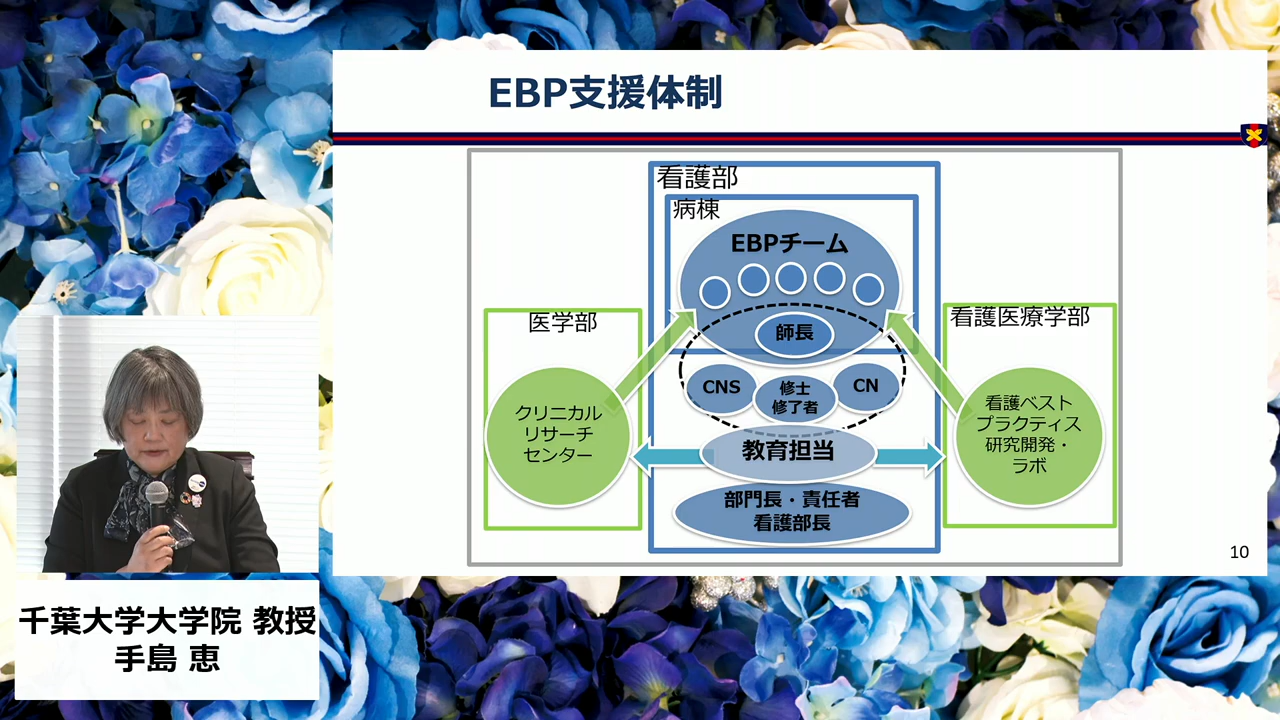 EBP支援体制
看護部
病棟
EBPチーム
師長
CNS
修士
修了者
CN
教育担当
部門長・責任者
看護部長
医学部
クリニカル
リサーチ
センター
看護医療学部
看護ベスト
プラクティス
研究開発・
ラボ
10
千葉大学大学院 教授
手島 恵